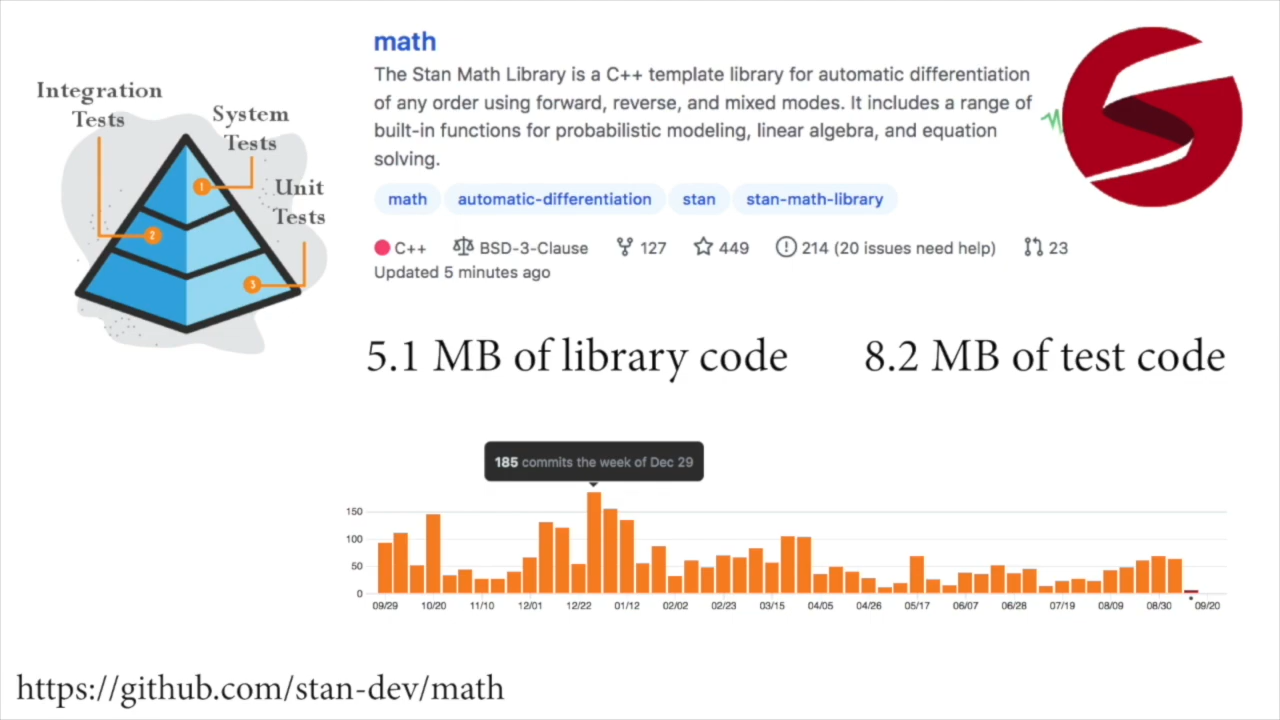 Integration
Tests
System
Tests
Unit
Tests
1
2
3
math
The Stan Math Library is a C++ template library for automatic differentiation
of any order using forward, reverse, and mixed modes. It includes a range of
built-in functions for probabilistic modeling, linear algebra, and equation
solving.
math automatic-differentiation stan stan-math-library
C++ BSD-3-Clause 127 449 214 (20 issues need help) 23
Updated 5 minutes ago
5.1 MB of library code 8.2 MB of test code
185 commits the week of Dec 29
150
100
50
0
09/29 10/20 11/10 12/01 12/22 01/12 02/02 02/23 03/15 04/05 04/26 05/17 06/07 06/28 07/19 08/09 08/30 09/20
https://github.com/stan-dev/math